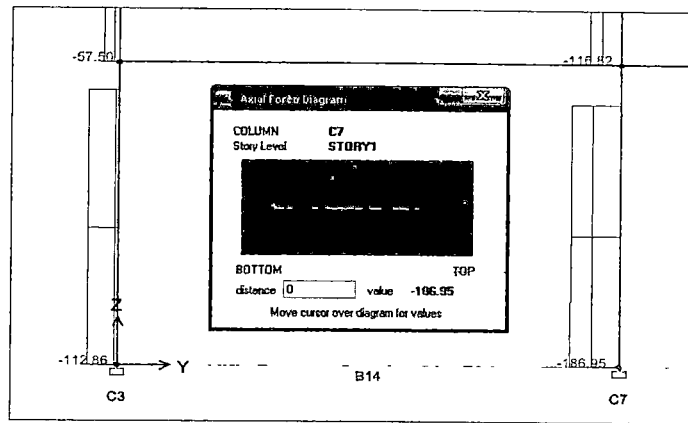 -57.50
-115.82
Axial Force Diagram
COLUMN C7
Story Level STORY1
BOTTOM TOP
distance 0 value -186.95
Move cursor over diagram for values
Z
-112.86
Y
-186.95
B14
C3 C7